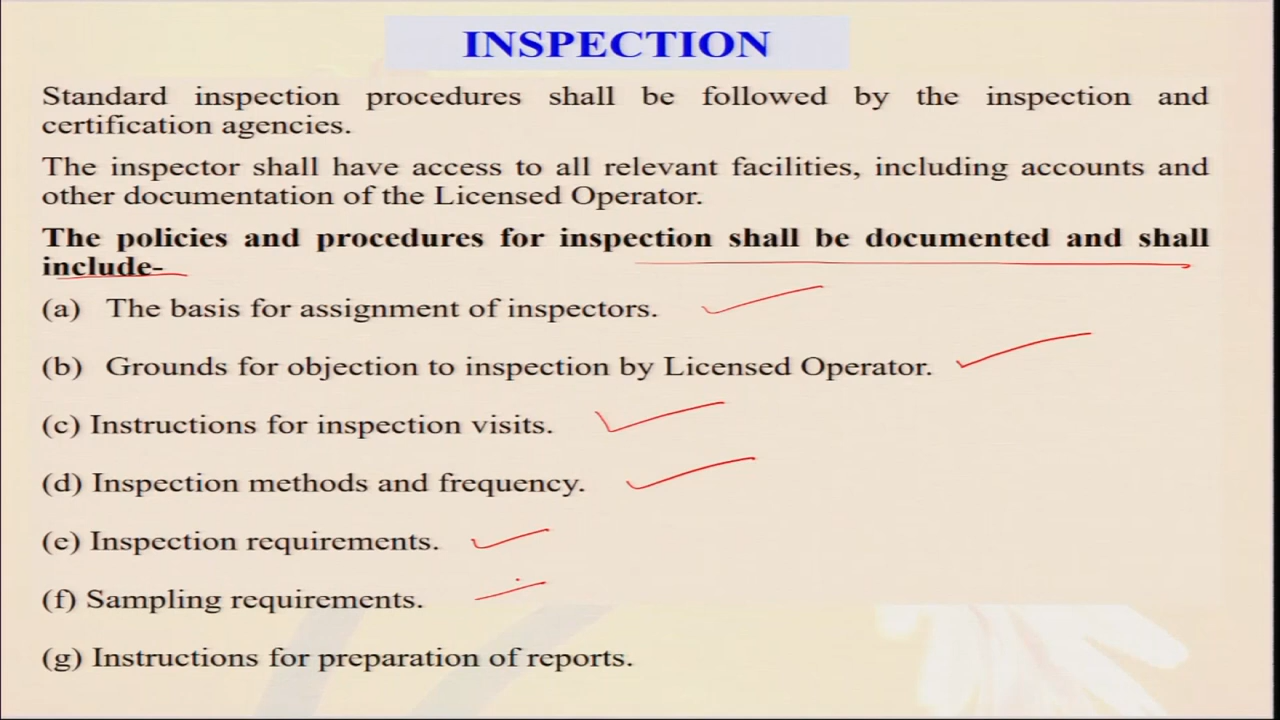 INSPECTION
Standard inspection procedures shall be followed by the inspection and
certification agencies.
The inspector shall have access to all relevant facilities, including accounts and
other documentation of the Licensed Operator.
The policies and procedures for inspection shall be documented and shall
include-
(a) The basis for assignment of inspectors.
(b) Grounds for objection to inspection by Licensed Operator.
(c) Instructions for inspection visits.
(d) Inspection methods and frequency.
(e) Inspection requirements.
(f) Sampling requirements.
(g) Instructions for preparation of reports.